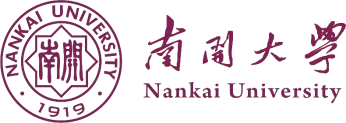 NANKAI UNIVERSITY
南開
·1919·
南開大學
Nankai University